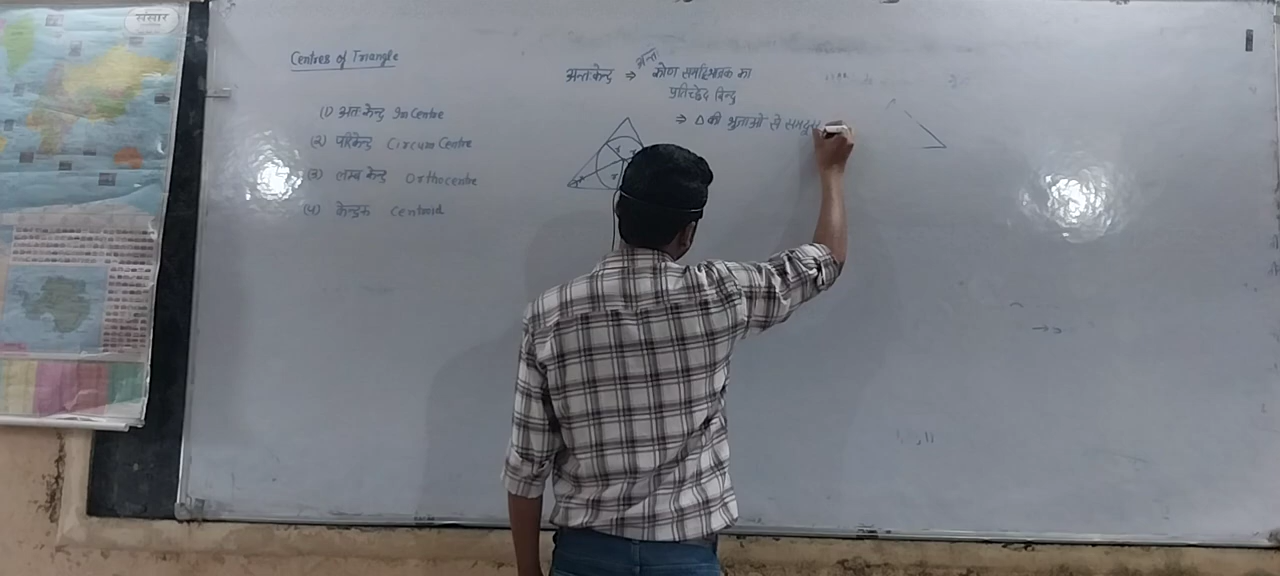 संसार
Centres of Triangle
(1) अन्तः केन्द्र In Centre
(2) परिकेन्द्र Circum Centre
(3) लम्ब केन्द्र Orthocentre
(4) केन्द्रक Centroid
अन्तः केन्द्र ⇒ अन्तः कोण समद्विभाजक का
प्रतिच्छेद बिन्दु
⇒ △ की भुजाओं से समदूरस्थ